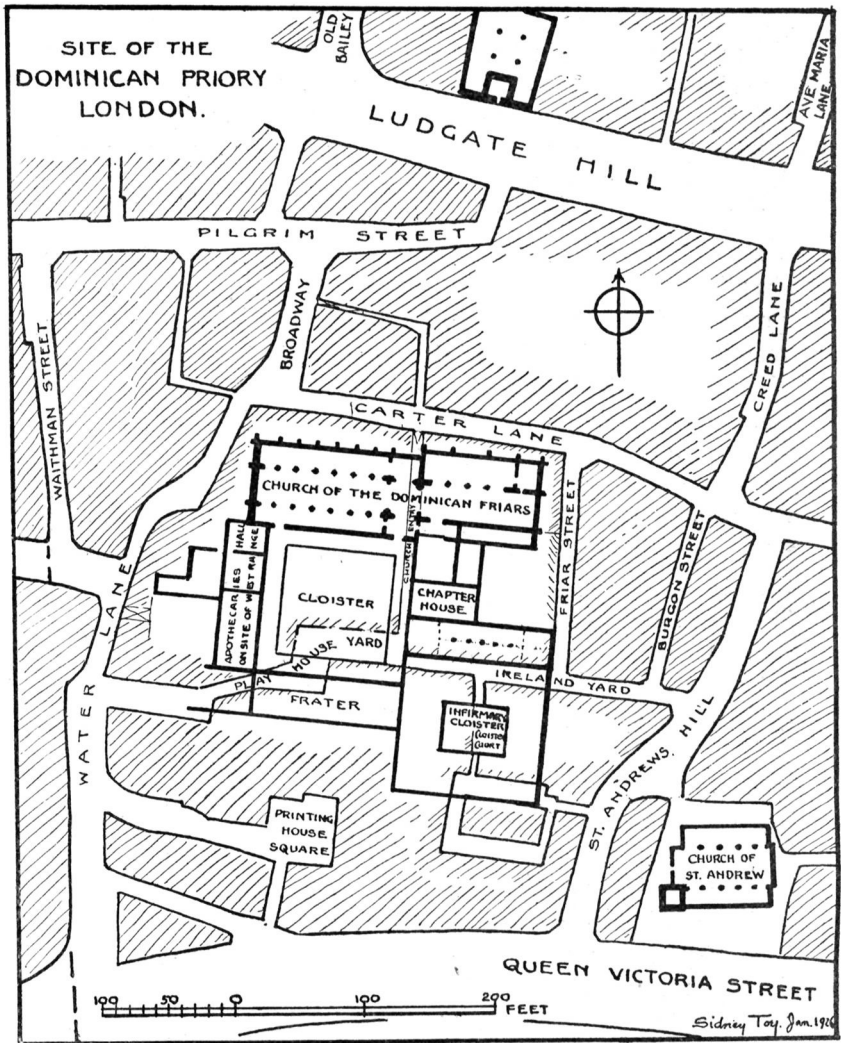 SITE OF THE
DOMINICAN PRIORY
LONDON.
OLD
BAILEY
AVE MARIA
LANE
LUDGATE HILL
PILGRIM STREET
BROADWAY
CREED LANE
WAITHMAN STREET
CARTER LANE
CHURCH OF THE DOMINICAN FRIARS
CHURCH ENTRY
FRIAR STREET
BURGON STREET
APOTHECARIES HALL
ON SITE OF WEST RANGE
CLOISTER
CHAPTER
HOUSE
WATER LANE
PLAY HOUSE YARD
IRELAND YARD
FRATER
INFIRMARY
CLOISTER
COURT
ST. ANDREWS HILL
PRINTING
HOUSE
SQUARE
CHURCH OF
ST. ANDREW
QUEEN VICTORIA STREET
100 50 0 100 200 FEET
Sidney Toy. Jan. 1926